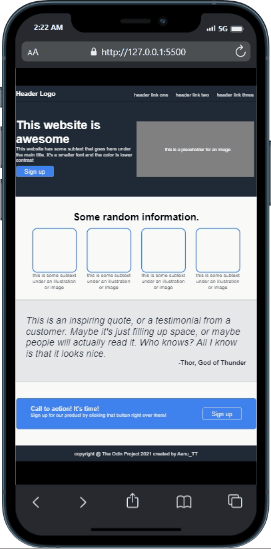 2:22 AM
5G
AA
http://127.0.0.1:5500
Header Logo
header link one
header link two
header link three
This website is
awesome
This website has some subtext that goes here under
the main title. It's a smaller font and the color is lower
contrast
this is a placeholder for an image
Sign up
Some random information.
this is some subtext
under an illustration
or image
this is some subtext
under an illustration
or image
this is some subtext
under an illustration
or image
this is some subtext
under an illustration
or image
This is an inspiring quote, or a testimonial from a
customer. Maybe it's just filling up space, or maybe
people will actually read it. Who knows? All I know
is that it looks nice.
-Thor, God of Thunder
Call to action! It's time!
Sign up for our product by clicking that button right over there!
Sign up
copyright @ The Odin Project 2021 created by